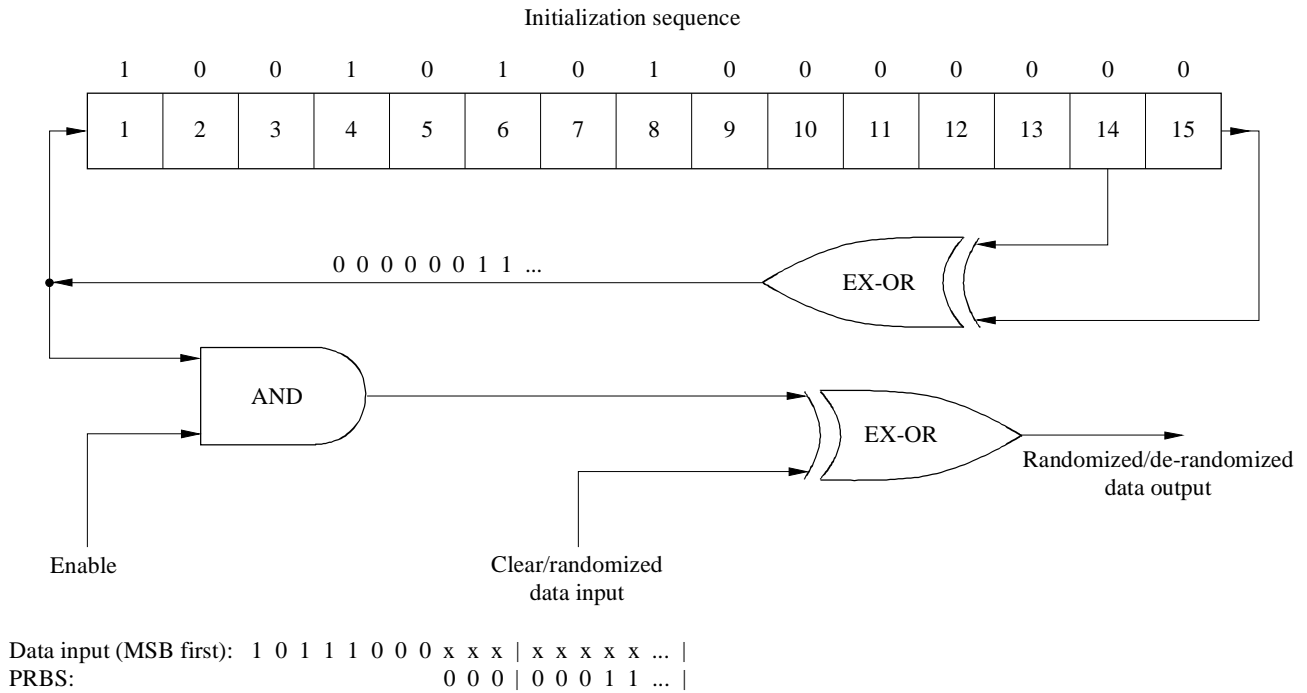 Initialization sequence
1 0 0 1 0 1 0 1 0 0 0 0 0 0 0
1 2 3 4 5 6 7 8 9 10 11 12 13 14 15
0 0 0 0 0 0 1 1 ...
EX-OR
AND
EX-OR
Randomized/de-randomized
data output
Enable
Clear/randomized
data input
Data input (MSB first): 1 0 1 1 1 0 0 0 x x x | x x x x x ... |
PRBS: 0 0 0 | 0 0 0 1 1 ... |